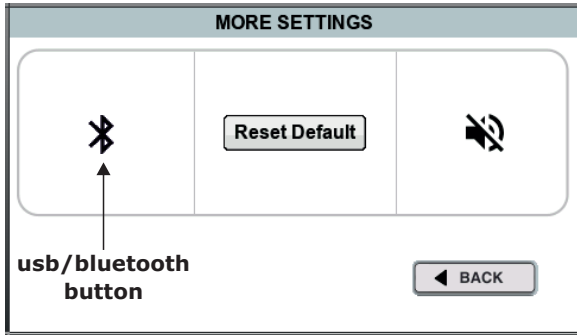 MORE SETTINGS
Reset Default
usb/bluetooth
button
BACK